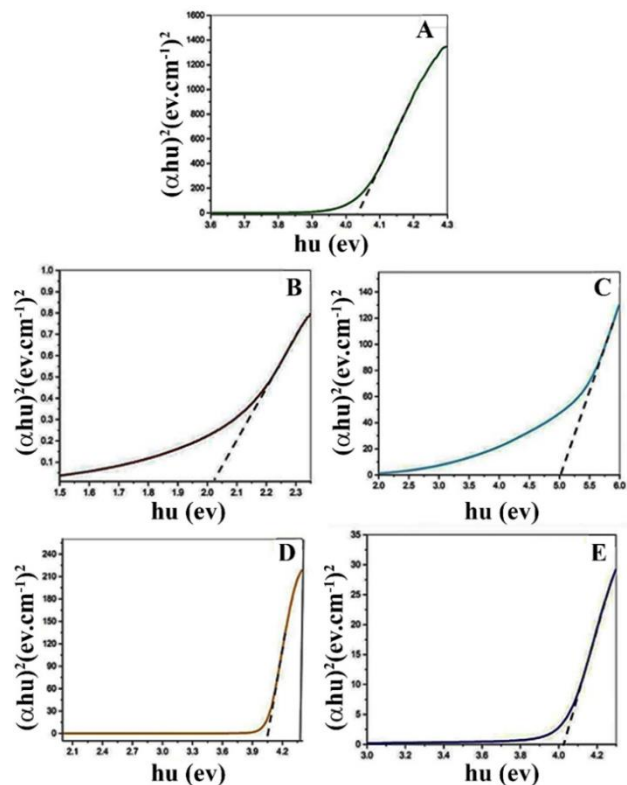 A
(αhu)²(ev.cm⁻¹)²
1600
1400
1200
1000
800
600
400
200
0
3.6 3.7 3.8 3.9 4.0 4.1 4.2 4.3
hu (ev)
B
(αhu)²(ev.cm⁻¹)²
1.0
0.9
0.8
0.7
0.6
0.5
0.4
0.3
0.2
0.1
1.5 1.6 1.7 1.8 1.9 2.0 2.1 2.2 2.3
hu (ev)
C
(αhu)²(ev.cm⁻¹)²
140
120
100
80
60
40
20
0
2.0 2.5 3.0 3.5 4.0 4.5 5.0 5.5 6.0
hu (ev)
D
(αhu)²(ev.cm⁻¹)²
240
210
180
150
120
90
60
30
0
2.1 2.4 2.7 3.0 3.3 3.6 3.9 4.2
hu (ev)
E
(αhu)²(ev.cm⁻¹)²
35
30
25
20
15
10
5
0
3.0 3.2 3.4 3.6 3.8 4.0 4.2
hu (ev)